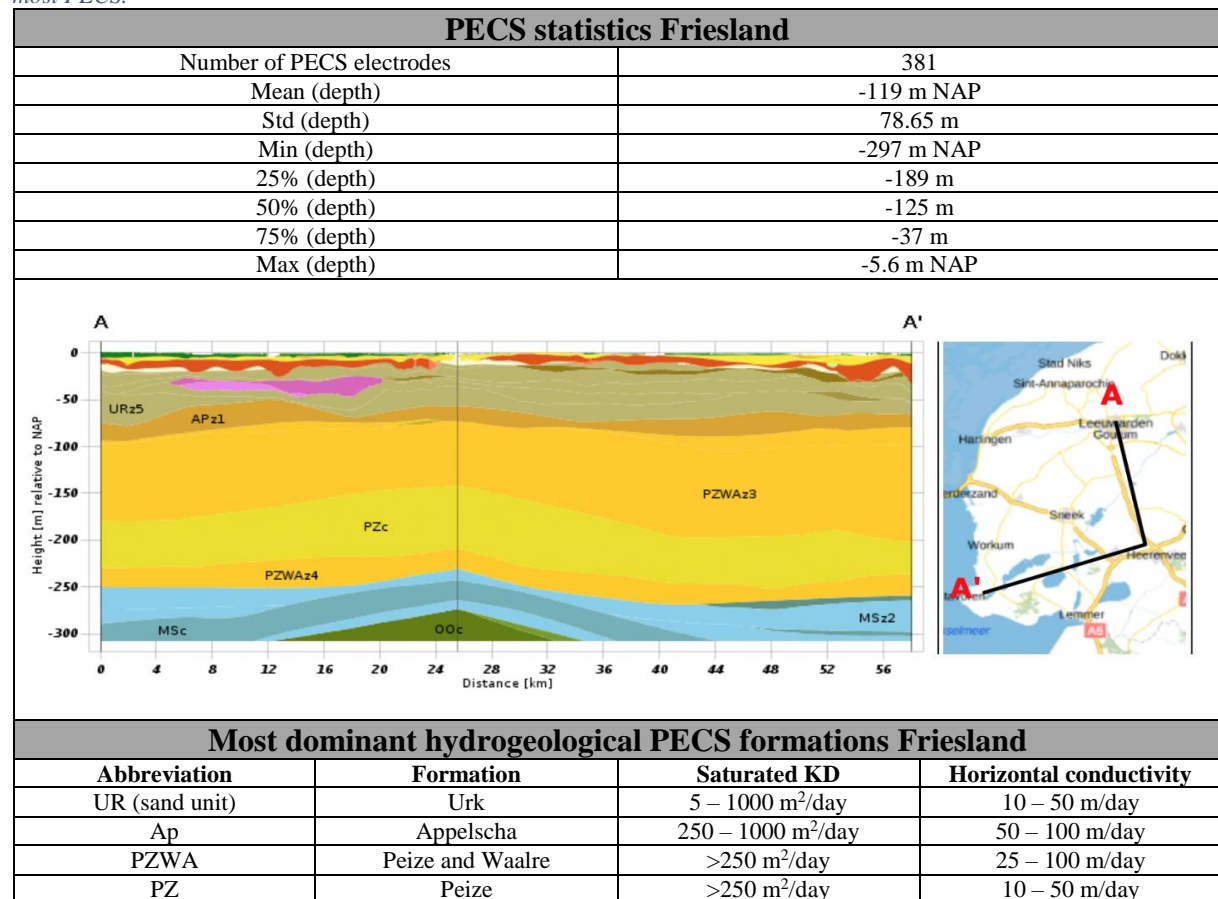 most PECS.
PECS statistics Friesland
Number of PECS electrodes 381
Mean (depth) -119 m NAP
Std (depth) 78.65 m
Min (depth) -297 m NAP
25% (depth) -189 m
50% (depth) -125 m
75% (depth) -37 m
Max (depth) -5.6 m NAP
A A'
Height [m] relative to NAP
0
-50
-100
-150
-200
-250
-300
URz5
APz1
PZWAz3
PZc
PZWAz4
MSz2
MSc
OOc
0 4 8 12 16 20 24 28 32 36 40 44 48 52 56
Distance [km]
Stad Niks
Dokk
Sint-Annaparochie
A
Leeuwarden
Goutum
Harlingen
Sneek
Workum
Heerenvee
A'
Lemmer
A6
sselmeer
Most dominant hydrogeological PECS formations Friesland
Abbreviation Formation Saturated KD Horizontal conductivity
UR (sand unit) Urk 5 – 1000 m²/day 10 – 50 m/day
Ap Appelscha 250 – 1000 m²/day 50 – 100 m/day
PZWA Peize and Waalre >250 m²/day 25 – 100 m/day
PZ Peize >250 m²/day 10 – 50 m/day